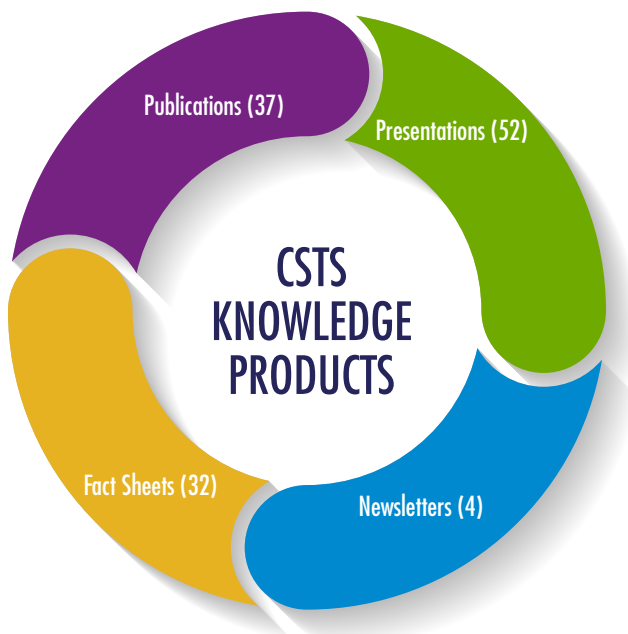 Publications (37)
Presentations (52)
CSTS
KNOWLEDGE
PRODUCTS
Fact Sheets (32)
Newsletters (4)